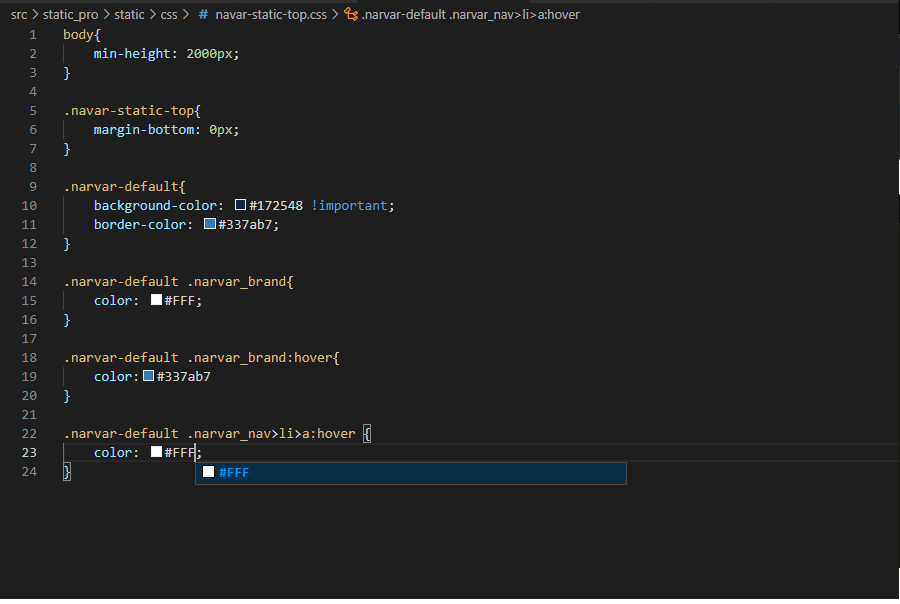 src > static_pro > static > css > # navar-static-top.css > .narvar-default .narvar_nav>li>a:hover
1 body{
2 min-height: 2000px;
3 }
4
5 .navar-static-top{
6 margin-bottom: 0px;
7 }
8
9 .narvar-default{
10 background-color: #172548 !important;
11 border-color: #337ab7;
12 }
13
14 .narvar-default .narvar_brand{
15 color: #FFF;
16 }
17
18 .narvar-default .narvar_brand:hover{
19 color: #337ab7
20 }
21
22 .narvar-default .narvar_nav>li>a:hover {
23 color: #FFF;
#FFF
24 }